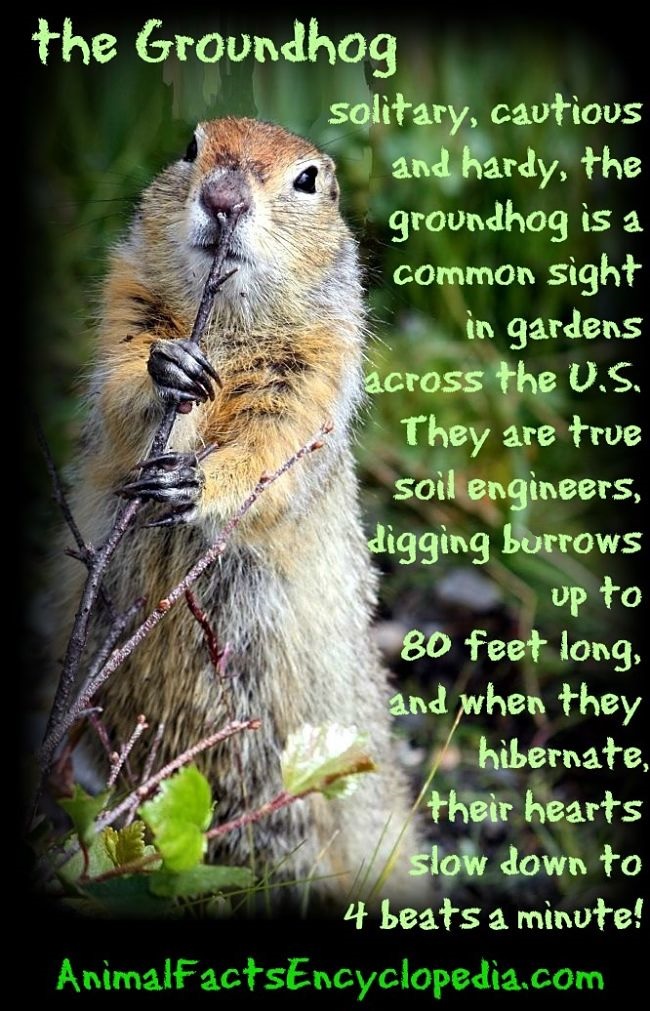 the Groundhog
solitary, cautious
and hardy, the
groundhog is a
common sight
in gardens
across the U.S.
They are true
soil engineers,
digging burrows
up to
80 feet long,
and when they
hibernate,
their hearts
slow down to
4 beats a minute!
AnimalFactsEncyclopedia.com